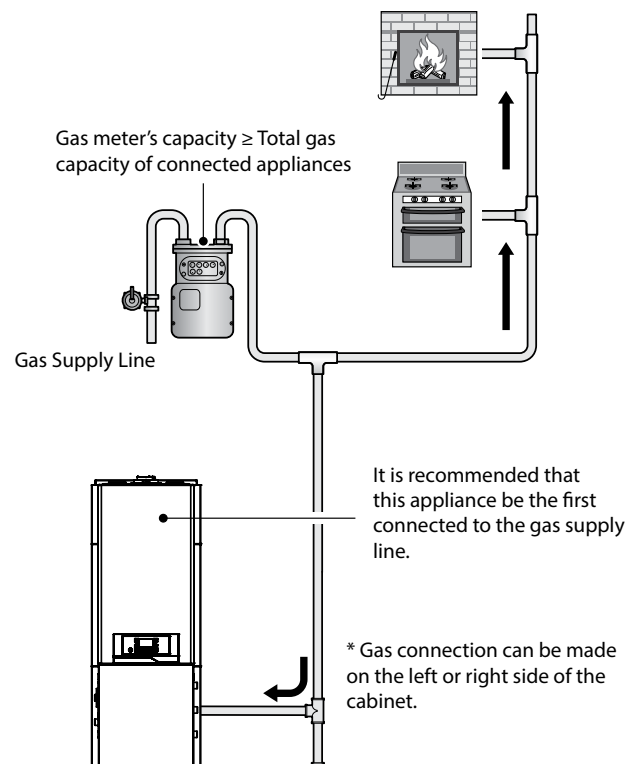 Gas meter's capacity ≥ Total gas
capacity of connected appliances
Gas Supply Line
It is recommended that
this appliance be the first
connected to the gas supply
line.
* Gas connection can be made
on the left or right side of the
cabinet.